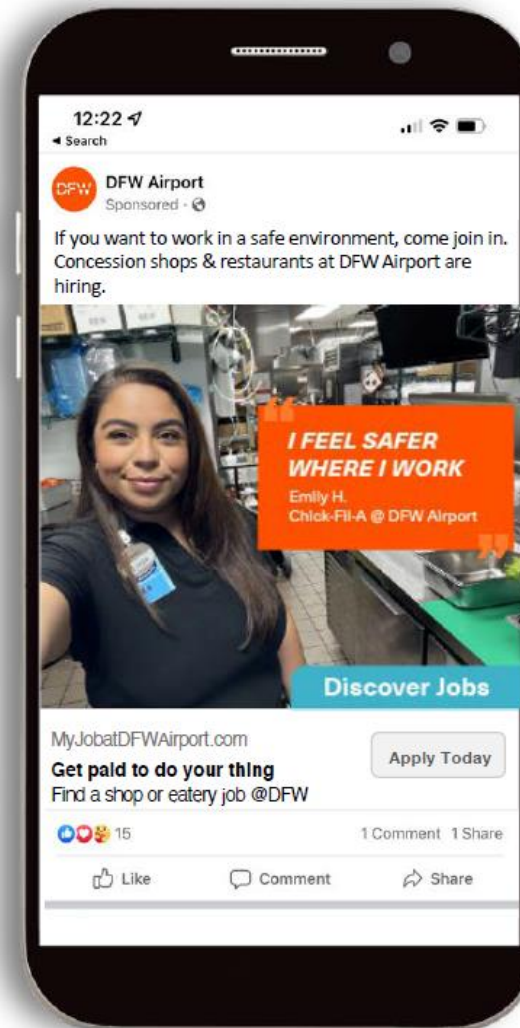 12:22
◄ Search
DFW
DFW Airport
Sponsored ·
If you want to work in a safe environment, come join in.
Concession shops & restaurants at DFW Airport are
hiring.
“
I FEEL SAFER
WHERE I WORK
Emily H.
Chick-Fil-A @ DFW Airport
”
Discover Jobs
MyJobatDFWAirport.com
Get paid to do your thing
Find a shop or eatery job @DFW
Apply Today
15
1 Comment 1 Share
Like
Comment
Share